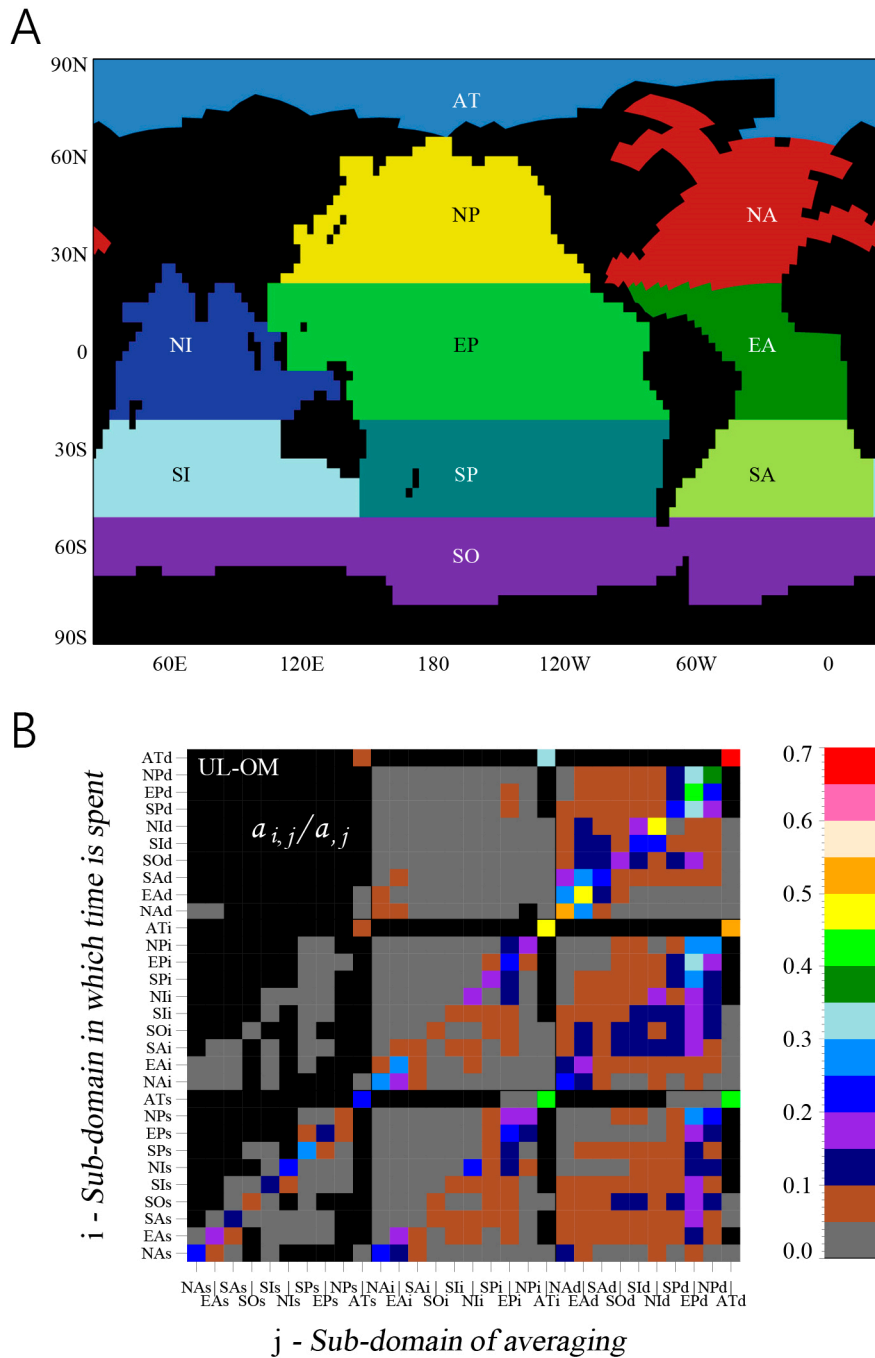 A
90N
60N
30N
0
30S
60S
90S
AT
NP
NA
NI
EP
EA
SI
SP
SA
SO
60E
120E
180
120W
60W
0
B
i - Sub-domain in which time is spent
ATd
NPd
EPd
SPd
NId
SId
SOd
SAd
EAd
NAd
ATi
NPi
EPi
SPi
NIi
SIi
SOi
SAi
EAi
NAi
ATs
NPs
EPs
SPs
NIs
SIs
SOs
SAs
EAs
NAs
UL-OM
a i,j / a ,j
0.7
0.6
0.5
0.4
0.3
0.2
0.1
0.0
NAs | SAs | SIs | SPs | NPs | NAi | SAi | SIi | SPi | NPi | NAd | SAd | SId | SPd | NPd |
EAs SOs NIs EPs ATs EAi SOi NIi EPi ATi EAd SOd NId EPd ATd
j - Sub-domain of averaging